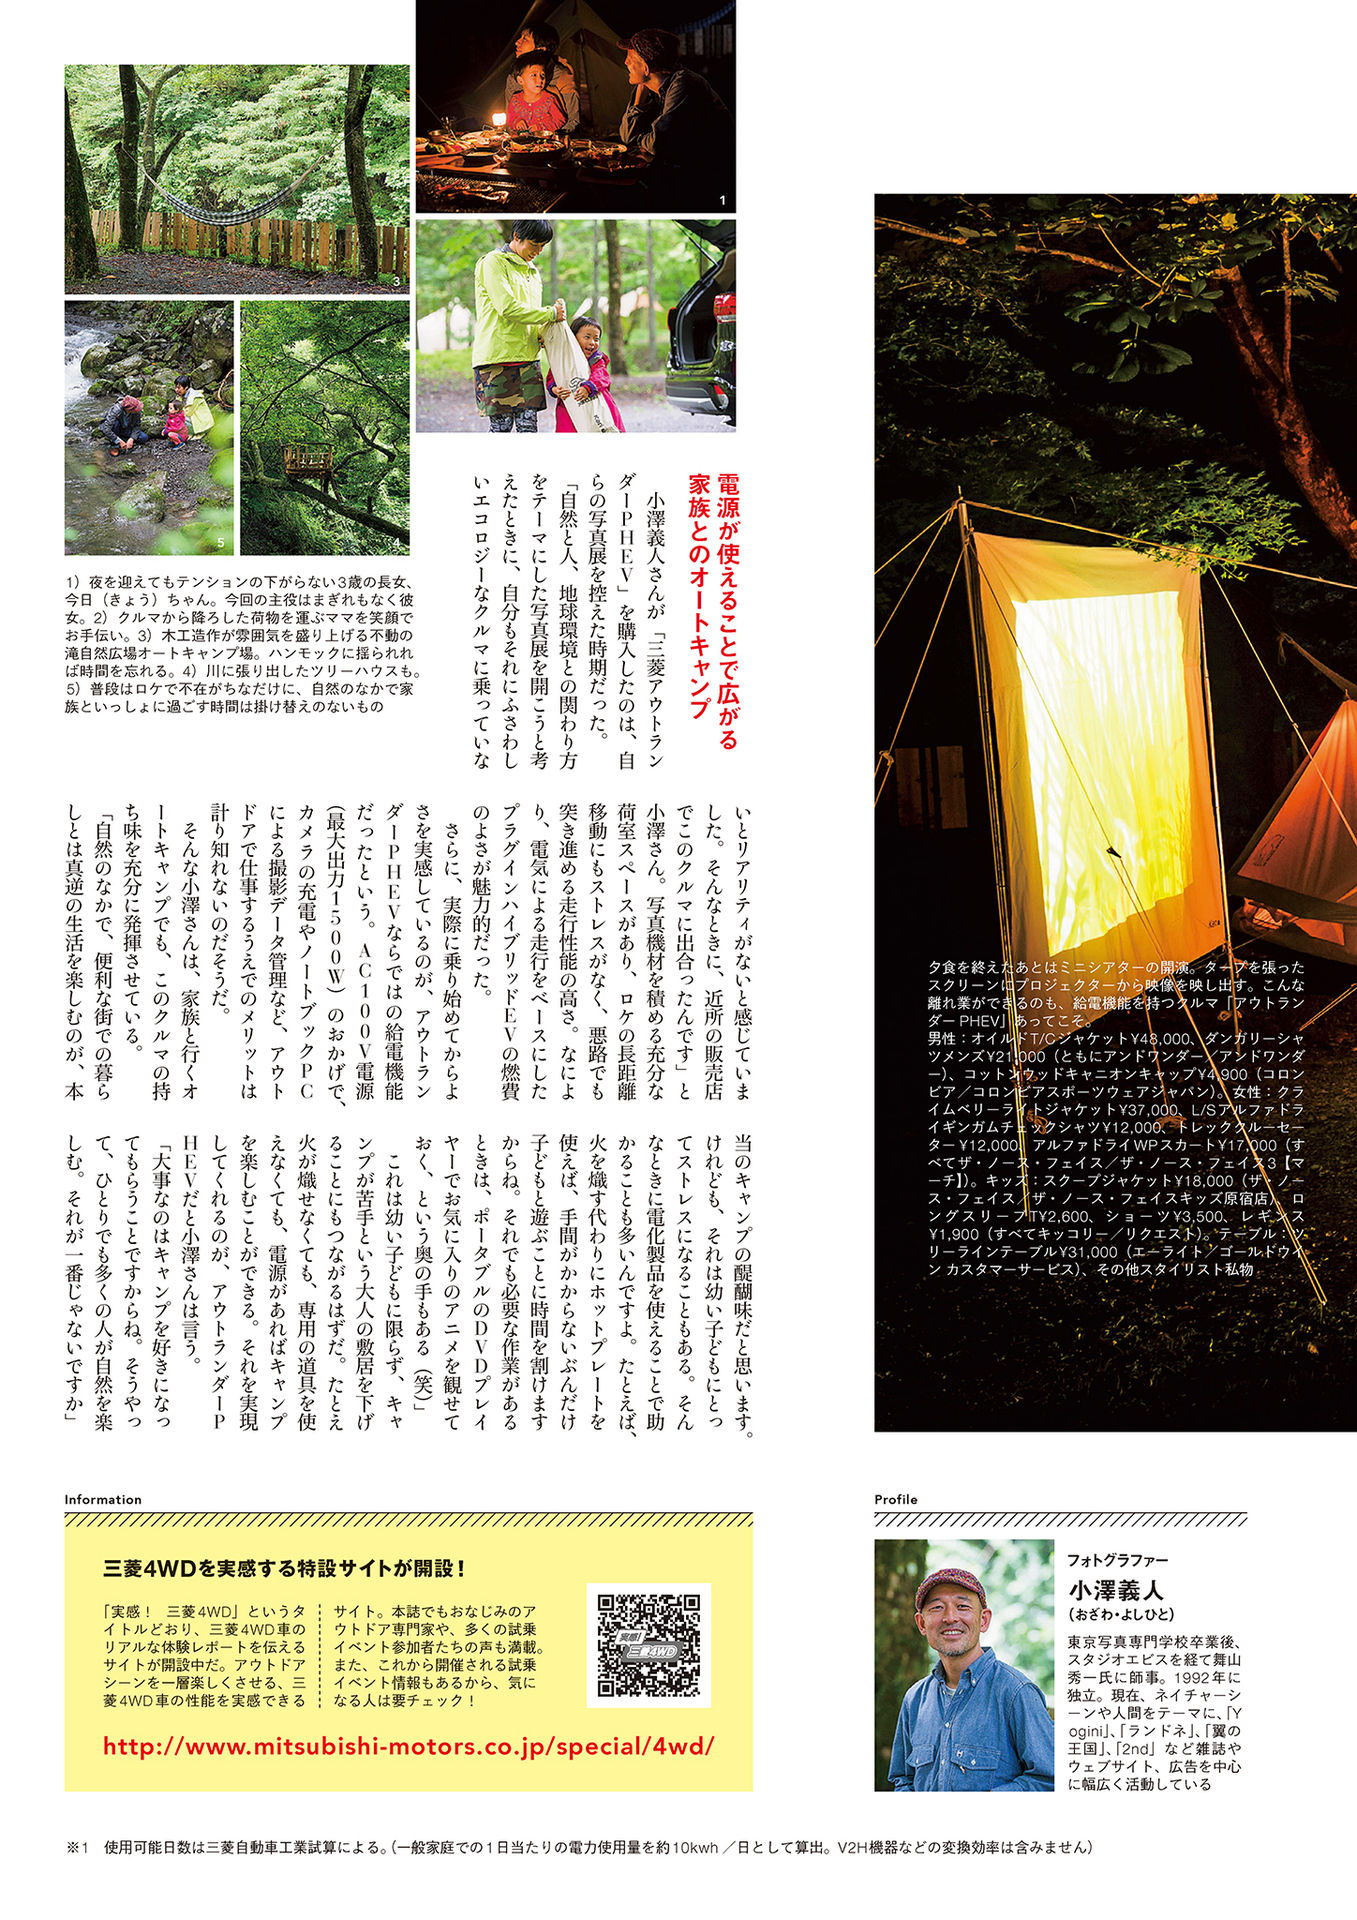 1
3
5
4
1）夜を迎えてもテンションの下がらない3歳の長女、
今日（きょう）ちゃん。今回の主役はまぎれもなく彼
女。2）クルマから降ろした荷物を運ぶママを笑顔で
お手伝い。3）木工造作が雰囲気を盛り上げる不動の
滝自然広場オートキャンプ場。ハンモックに揺られれ
ば時間を忘れる。4）川に張り出したツリーハウスも。
5）普段はロケで不在がちなだけに、自然のなかで家
族といっしょに過ごす時間は掛け替えのないもの
電源が使えることで広がる
家族とのオートキャンプ
小澤義人さんが「三菱アウトラン
ダーPHEV」を購入したのは、自
らの写真展を控えた時期だった。
「自然と人、地球環境との関わり方
をテーマにした写真展を開こうと考
えたときに、自分もそれにふさわし
いエコロジーなクルマに乗っていな
いとリアリティがないと感じていま
した。そんなときに、近所の販売店
でこのクルマに出合ったんです」と
小澤さん。写真機材を積める充分な
荷室スペースがあり、ロケの長距離
移動にもストレスがなく、悪路でも
突き進める走行性能の高さ。なによ
り、電気による走行をベースにした
プラグインハイブリッドEVの燃費
のよさが魅力的だった。
さらに、実際に乗り始めてからよ
さを実感しているのが、アウトラン
ダーPHEVならではの給電機能
だったという。AC100V電源
（最大出力1500W）のおかげで、
カメラの充電やノートブックPC
による撮影データ管理など、アウト
ドアで仕事するうえでのメリットは
計り知れないのだそうだ。
そんな小澤さんは、家族と行くオ
ートキャンプでも、このクルマの持
ち味を充分に発揮させている。
「自然のなかで、便利な街での暮ら
しとは真逆の生活を楽しむのが、本
当のキャンプの醍醐味だと思います。
けれども、それは幼い子どもにとっ
てストレスになることもある。そん
なときに電化製品を使えることで助
かることも多いんですよ。たとえば、
火を熾す代わりにホットプレートを
使えば、手間がかからないぶんだけ
子どもと遊ぶことに時間を割けます
からね。それでも必要な作業がある
ときは、ポータブルのDVDプレイ
ヤーでお気に入りのアニメを観せて
おく、という奥の手もある（笑）」
これは幼い子どもに限らず、キャ
ンプが苦手という大人の敷居を下げ
ることにもつながるはずだ。たとえ
火が熾せなくても、専用の道具を使
えなくても、電源があればキャンプ
を楽しむことができる。それを実現
してくれるのが、アウトランダーP
HEVだと小澤さんは言う。
「大事なのはキャンプを好きになっ
てもらうことですからね。そうやっ
て、ひとりでも多くの人が自然を楽
しむ。それが一番じゃないですか」
夕食を終えたあとはミニシアターの開演。タープを張った
スクリーンにプロジェクターから映像を映し出す。こんな
離れ業ができるのも、給電機能を持つクルマ「アウトラン
ダーPHEV」あってこそ。
男性：オイルドT/Cジャケット¥48,000、ダンガリーシャ
ツメンズ¥21,000（ともにアンドワンダー／アンドワンダ
ー）、コットンウッドキャニオンキャップ¥4,900（コロン
ビア／コロンビアスポーツウェアジャパン）。女性：クラ
イムベリーライトジャケット¥37,000、L/Sアルファドラ
イギンガムチェックシャツ¥12,000、トレッククルーセー
ター¥12,000、アルファドライWPスカート¥17,000（す
べてザ・ノース・フェイス／ザ・ノース・フェイス3【マ
ーチ】）。キッズ：スクープジャケット¥18,000（ザ・ノー
ス・フェイス／ザ・ノース・フェイスキッズ原宿店）、ロ
ングスリーブT¥2,600、ショーツ¥3,500、レギンス
¥1,900（すべてキッコリー／リクエスト）。テーブル：ツ
リーラインテーブル¥31,000（エーライト／ゴールドウイ
ン カスタマーサービス）、その他スタイリスト私物
Information
三菱4WDを実感する特設サイトが開設！
「実感！　三菱4WD」というタ
イトルどおり、三菱4WD車の
リアルな体験レポートを伝える
サイトが開設中だ。アウトドア
シーンを一層楽しくさせる、三
菱4WD車の性能を実感できる
サイト。本誌でもおなじみのア
ウトドア専門家や、多くの試乗
イベント参加者たちの声も満載。
また、これから開催される試乗
イベント情報もあるから、気に
なる人は要チェック！
実感！
三菱4WD
http://www.mitsubishi-motors.co.jp/special/4wd/
Profile
フォトグラファー
小澤義人
（おざわ・よしひと）
東京写真専門学校卒業後、
スタジオエビスを経て舞山
秀一氏に師事。1992年に
独立。現在、ネイチャーシ
ーンや人間をテーマに、「Y
ogini」、「ランドネ」、「翼の
王国」、「2nd」など雑誌や
ウェブサイト、広告を中心
に幅広く活動している
※1　使用可能日数は三菱自動車工業試算による。（一般家庭での1日当たりの電力使用量を約10kwh／日として算出。V2H機器などの変換効率は含みません）